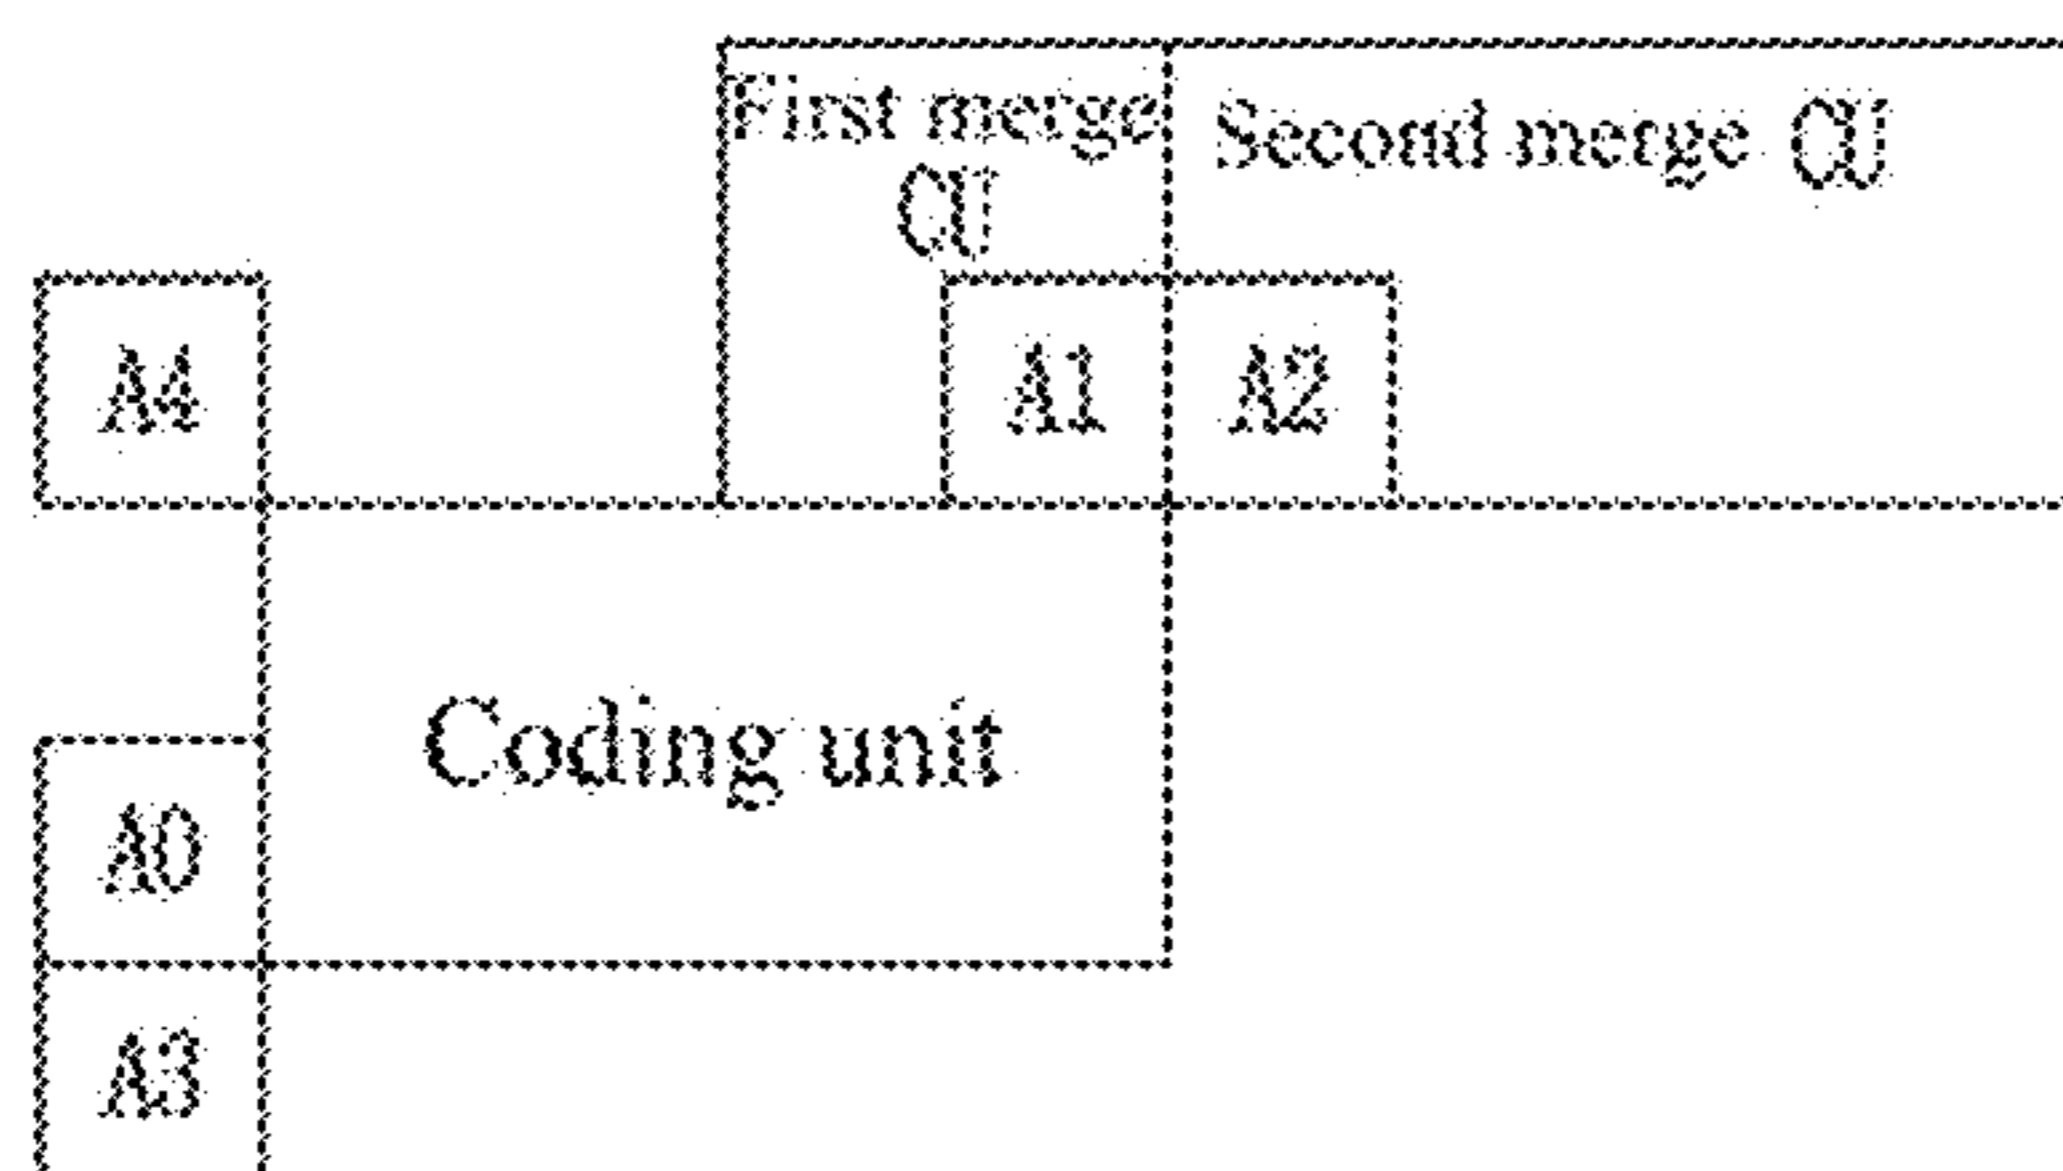 First merge
CU
Second merge CU
A4
A1
A2
Coding unit
A0
A3